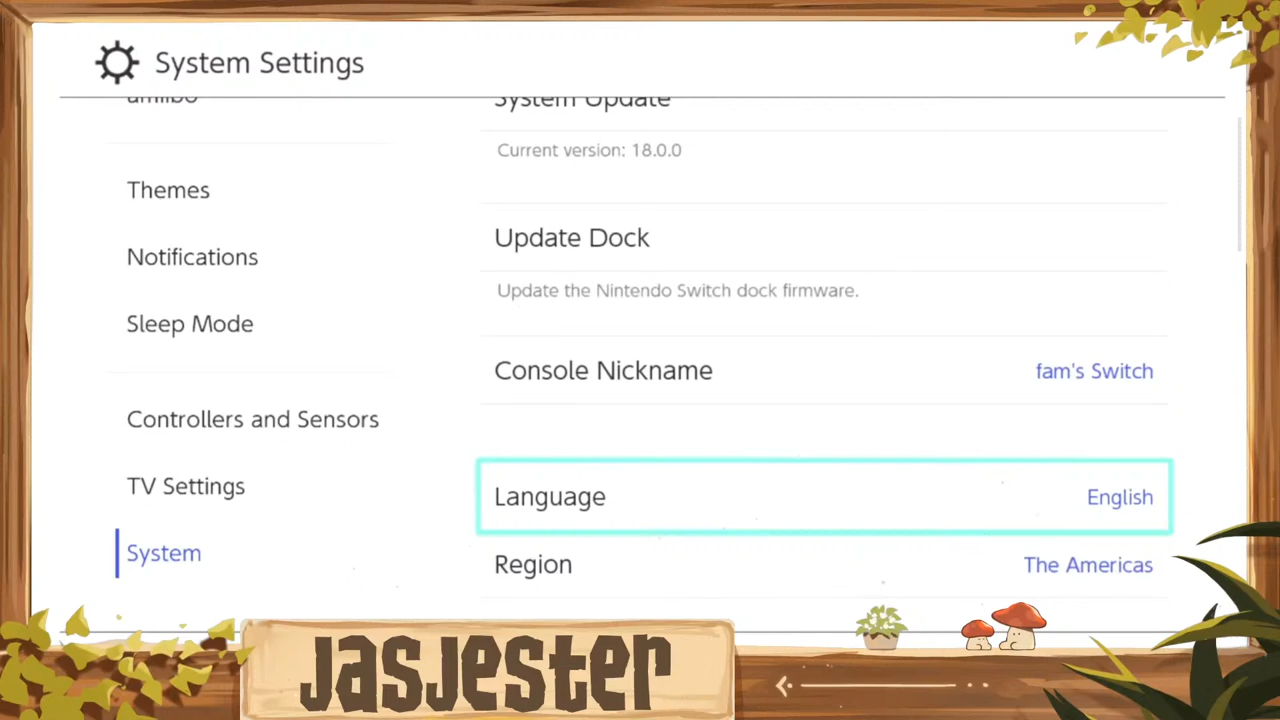 System Settings
amiibo
Themes
Notifications
Sleep Mode
Controllers and Sensors
TV Settings
System
System Update
Current version: 18.0.0
Update Dock
Update the Nintendo Switch dock firmware.
Console Nickname fam's Switch
Language English
Region The Americas
JasJester